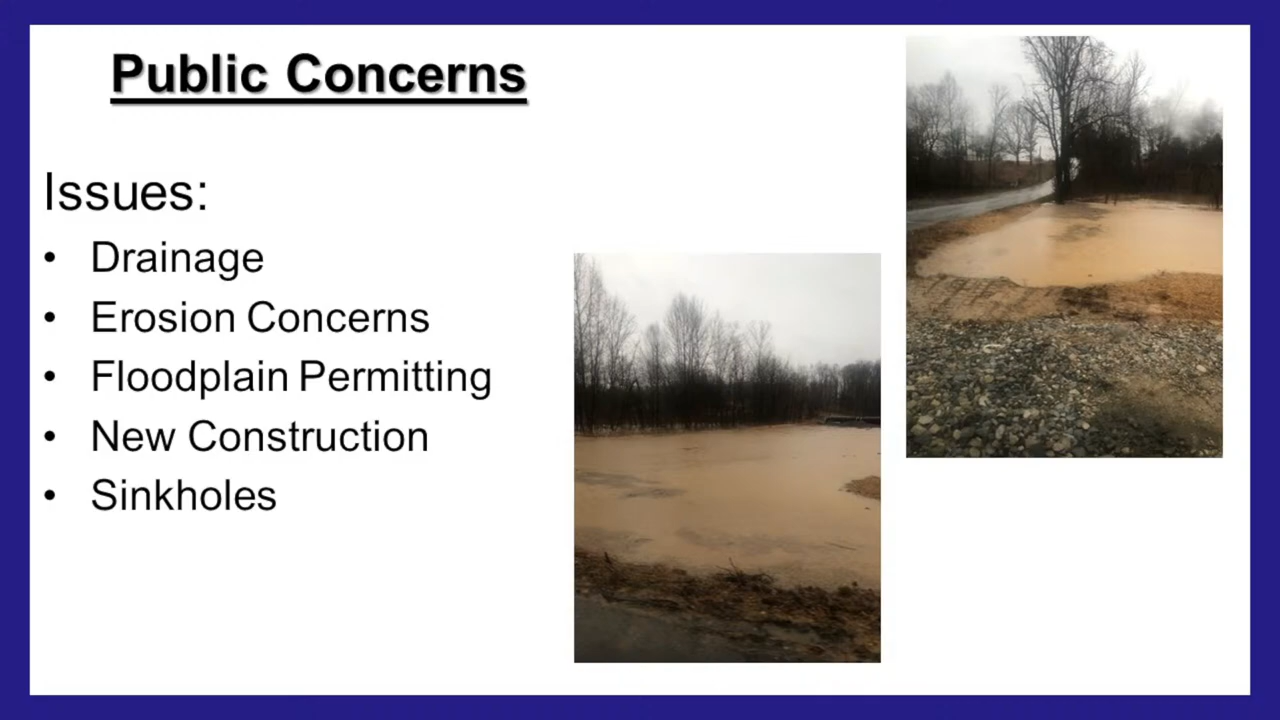 Public Concerns
Issues:
• Drainage
• Erosion Concerns
• Floodplain Permitting
• New Construction
• Sinkholes